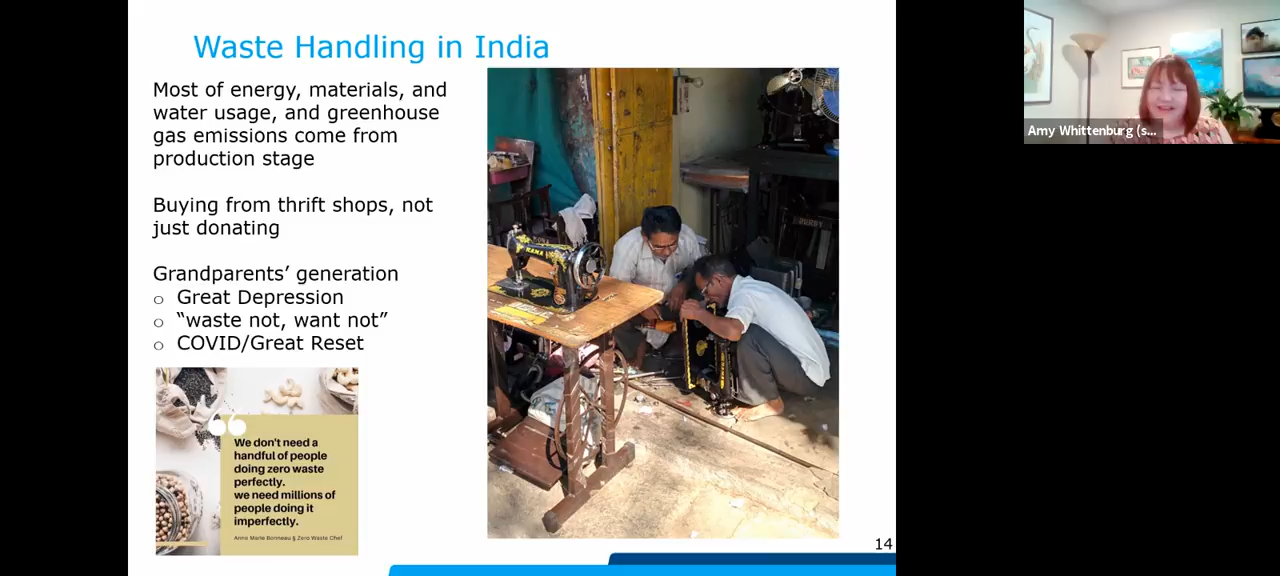 Waste Handling in India
Most of energy, materials, and
water usage, and greenhouse
gas emissions come from
production stage
Buying from thrift shops, not
just donating
Grandparents’ generation
o Great Depression
o “waste not, want not”
o COVID/Great Reset
We don't need a
handful of people
doing zero waste
perfectly.
we need millions of
people doing it
imperfectly.
Anne Marie Bonneau § Zero Waste Chef
14
Amy Whittenburg (s...